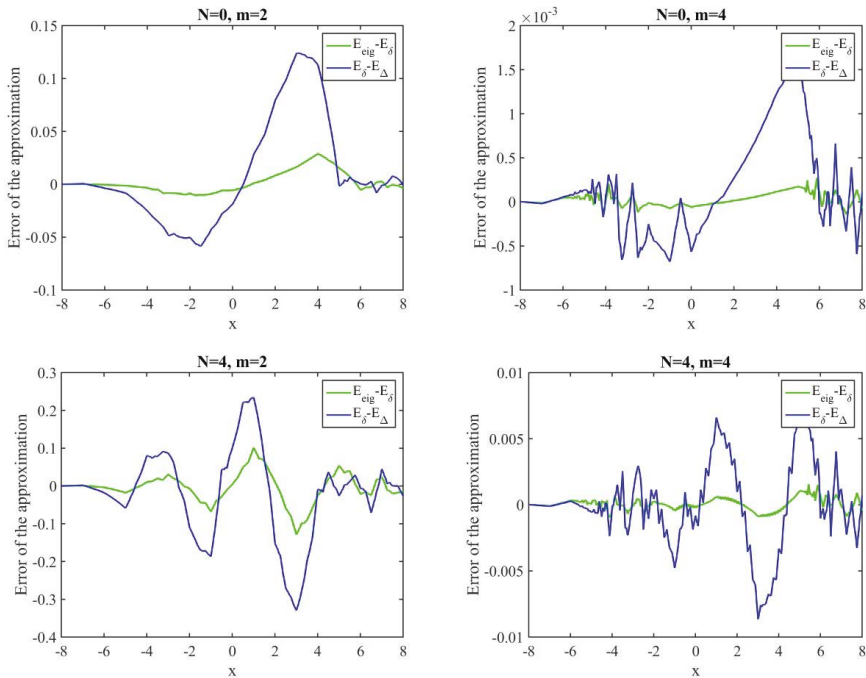 N=0, m=2
0.15
0.1
0.05
0
-0.05
-0.1
Error of the approximation
E_eig-E_δ
E_δ-E_Δ
-8 -6 -4 -2 0 2 4 6 8
x
N=0, m=4
×10^-3
2
1.5
1
0.5
0
-0.5
-1
Error of the approximation
E_eig-E_δ
E_δ-E_Δ
-8 -6 -4 -2 0 2 4 6 8
x
N=4, m=2
0.3
0.2
0.1
0
-0.1
-0.2
-0.3
-0.4
Error of the approximation
E_eig-E_δ
E_δ-E_Δ
-8 -6 -4 -2 0 2 4 6 8
x
N=4, m=4
0.01
0.005
0
-0.005
-0.01
Error of the approximation
E_eig-E_δ
E_δ-E_Δ
-8 -6 -4 -2 0 2 4 6 8
x